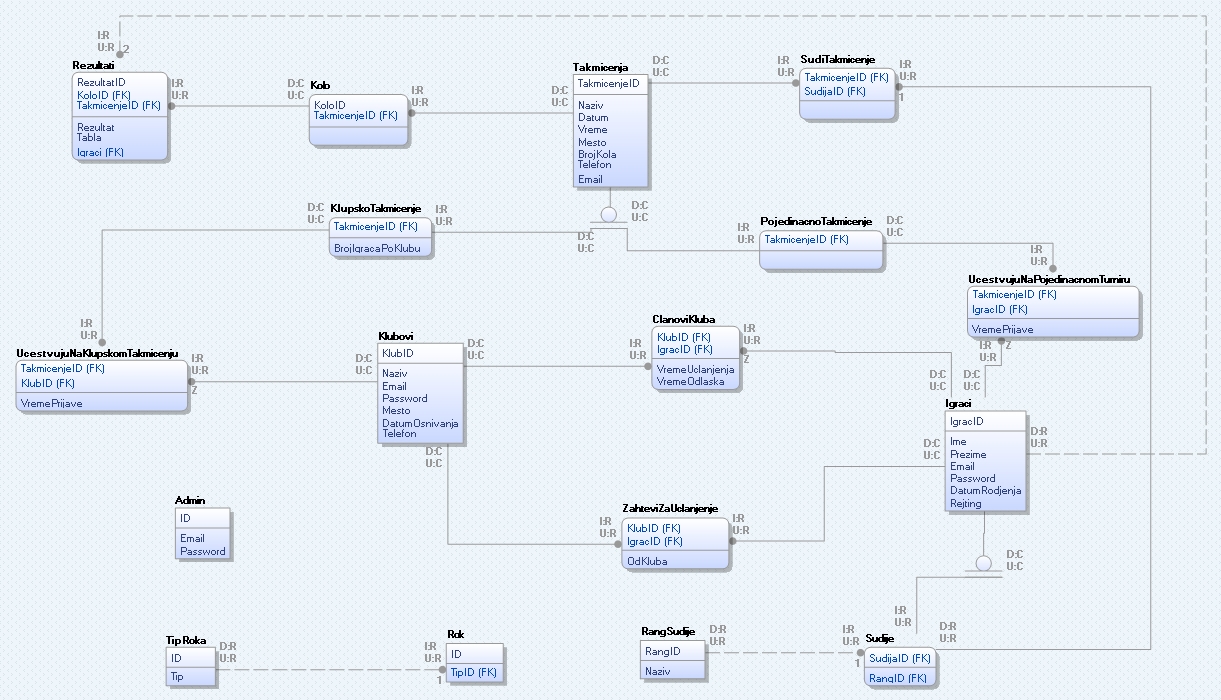 I:R
U:R
2
Rezultati
RezultatID
KoloID (FK)
TakmicenjeID (FK)
Rezultat
Tabla
Igraci (FK)
I:R
U:R
D:C
U:C
Kolo
KoloID
TakmicenjeID (FK)
I:R
U:R
D:C
U:C
Takmicenja
TakmicenjeID
Naziv
Datum
Vreme
Mesto
BrojKola
Telefon
Email
D:C
U:C
I:R
U:R
SudiTakmicenje
TakmicenjeID (FK)
SudijaID (FK)
I:R
U:R
1
D:C
U:C
D:C
U:C
KlupskoTakmicenje
TakmicenjeID (FK)
BrojIgracaPoKlubu
I:R
U:R
D:C
U:C
I:R
U:R
PojedinacnoTakmicenje
TakmicenjeID (FK)
D:C
U:C
I:R
U:R
UcestvujuNaPojedinacnomTurniru
TakmicenjeID (FK)
IgracID (FK)
VremePrijave
I:R
U:R
Z
I:R
U:R
UcestvujuNaKlupskomTakmicenju
TakmicenjeID (FK)
KlubID (FK)
VremePrijave
I:R
U:R
Z
D:C
U:C
Klubovi
KlubID
Naziv
Email
Password
Mesto
DatumOsnivanja
Telefon
D:C
U:C
D:C
U:C
I:R
U:R
ClanoviKluba
KlubID (FK)
IgracID (FK)
VremeUclanjenja
VremeOdlaska
I:R
U:R
Z
D:C
U:C
D:C
U:C
Igraci
IgracID
Ime
Prezime
Email
Password
DatumRodjenja
Rejting
D:R
U:R
D:C
U:C
I:R
U:R
ZahteviZaUclanjenje
KlubID (FK)
IgracID (FK)
OdKluba
I:R
U:R
D:C
U:C
Admin
ID
Email
Password
Tip Roka
ID
Tip
D:R
U:R
I:R
U:R
1
Rok
ID
TipID (FK)
RangSudije
RangID
Naziv
D:R
U:R
I:R
U:R
1
I:R
U:R
Sudije
SudijaID (FK)
RangID (FK)
D:R
U:R